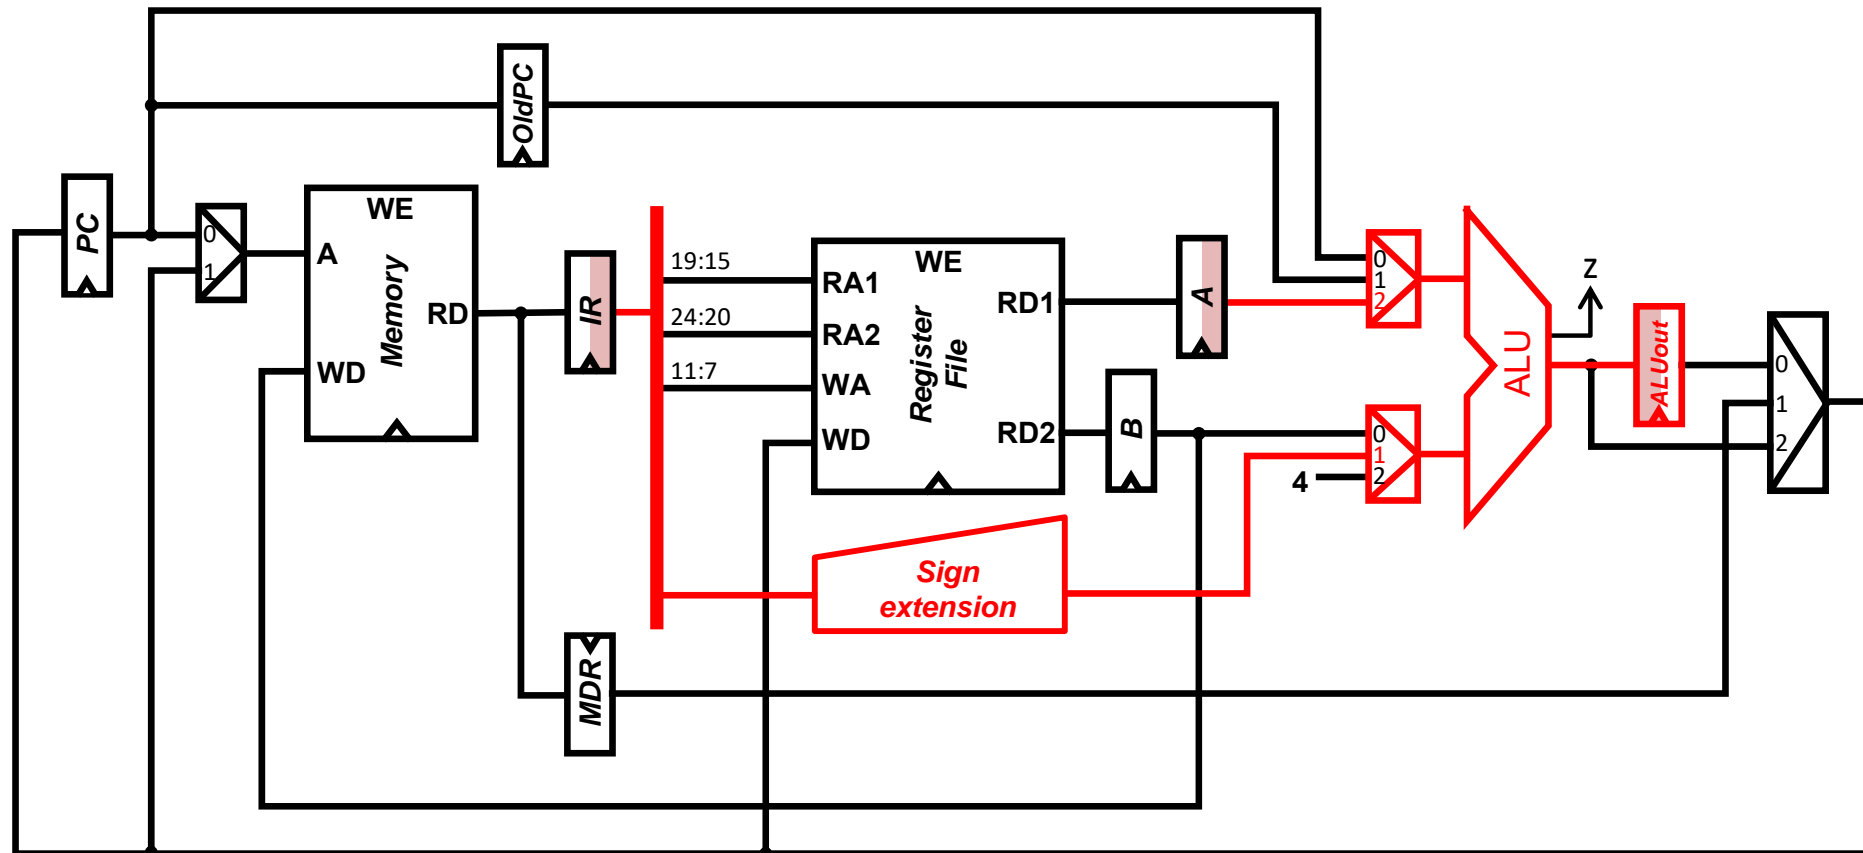 OldPC
PC
0
1
WE
A
Memory
RD
WD
IR
19:15
24:20
11:7
WE
RA1
RA2
WA
WD
Register
File
RD1
RD2
A
B
0
1
2
0
1
2
4
ALU
Z
ALUout
0
1
2
Sign
extension
MDR